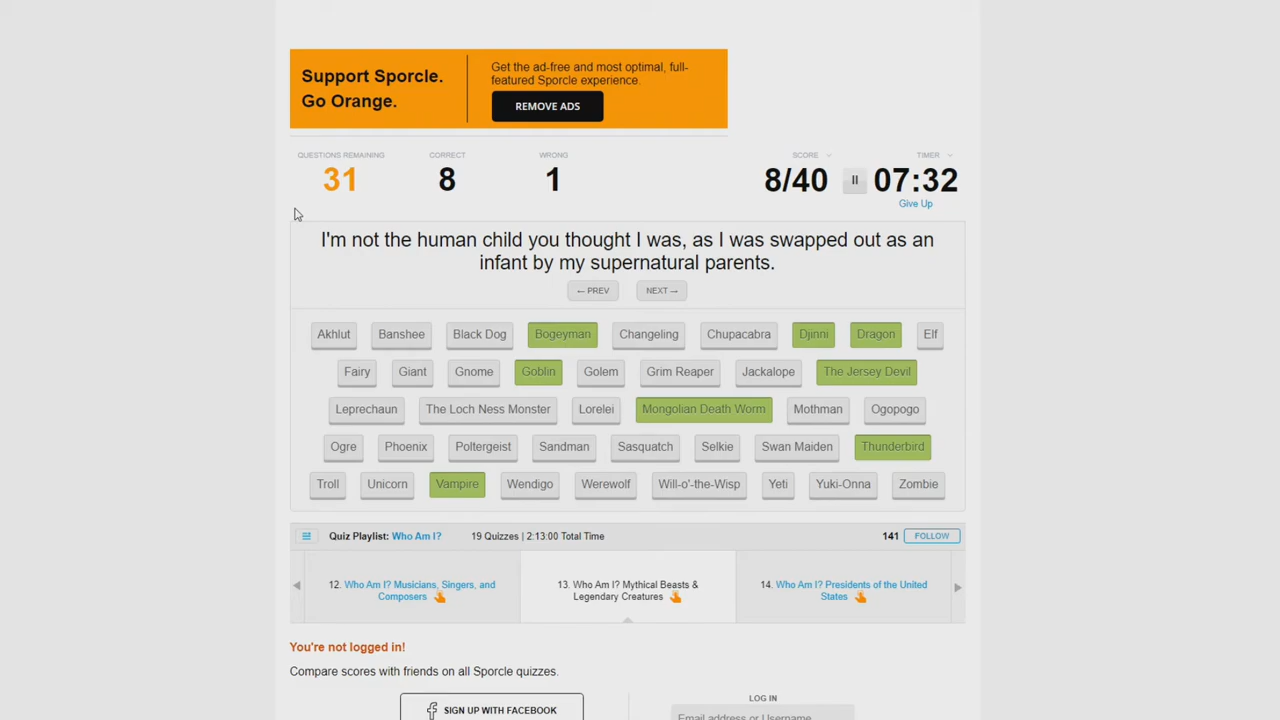 Support Sporcle.
Go Orange.
Get the ad-free and most optimal, full-
featured Sporcle experience.
REMOVE ADS
QUESTIONS REMAINING
31
CORRECT
8
WRONG
1
SCORE
8/40
TIMER
07:32
Give Up
I'm not the human child you thought I was, as I was swapped out as an
infant by my supernatural parents.
← PREV
NEXT →
Akhlut Banshee Black Dog Bogeyman Changeling Chupacabra Djinni Dragon Elf
Fairy Giant Gnome Goblin Golem Grim Reaper Jackalope The Jersey Devil
Leprechaun The Loch Ness Monster Lorelei Mongolian Death Worm Mothman Ogopogo
Ogre Phoenix Poltergeist Sandman Sasquatch Selkie Swan Maiden Thunderbird
Troll Unicorn Vampire Wendigo Werewolf Will-o'-the-Wisp Yeti Yuki-Onna Zombie
Quiz Playlist: Who Am I? 19 Quizzes | 2:13:00 Total Time 141 FOLLOW
12. Who Am I? Musicians, Singers, and
Composers
13. Who Am I? Mythical Beasts &
Legendary Creatures
14. Who Am I? Presidents of the United
States
You're not logged in!
Compare scores with friends on all Sporcle quizzes.
SIGN UP WITH FACEBOOK
LOG IN
Email address or Username